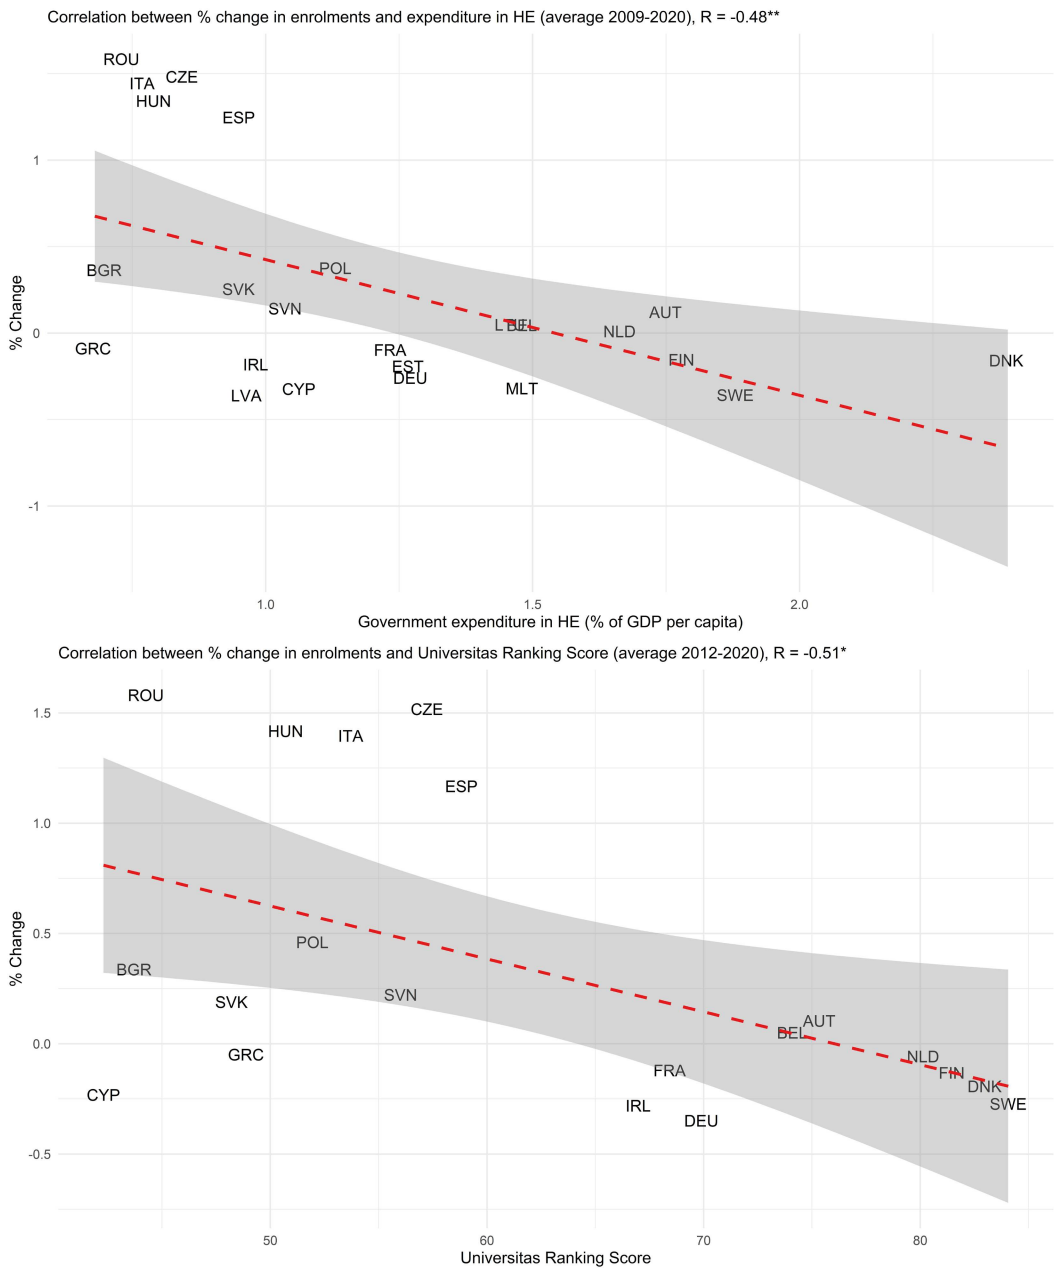 Correlation between % change in enrolments and expenditure in HE (average 2009-2020), R = -0.48**
ROU
CZE
ITA
HUN
ESP
1
BGR
POL
SVK
SVN
AUT
BEL
NLD
0
GRC
FRA
FIN
DNK
IRL
EST
DEU
CYP
MLT
LVA
SWE
-1
% Change
1.0
1.5
2.0
Government expenditure in HE (% of GDP per capita)
Correlation between % change in enrolments and Universitas Ranking Score (average 2012-2020), R = -0.51*
ROU
CZE
1.5
HUN
ITA
ESP
1.0
0.5
POL
BGR
SVN
SVK
AUT
BEL
0.0
GRC
NLD
FRA
FIN
DNK
CYP
IRL
SWE
DEU
-0.5
% Change
50
60
70
80
Universitas Ranking Score